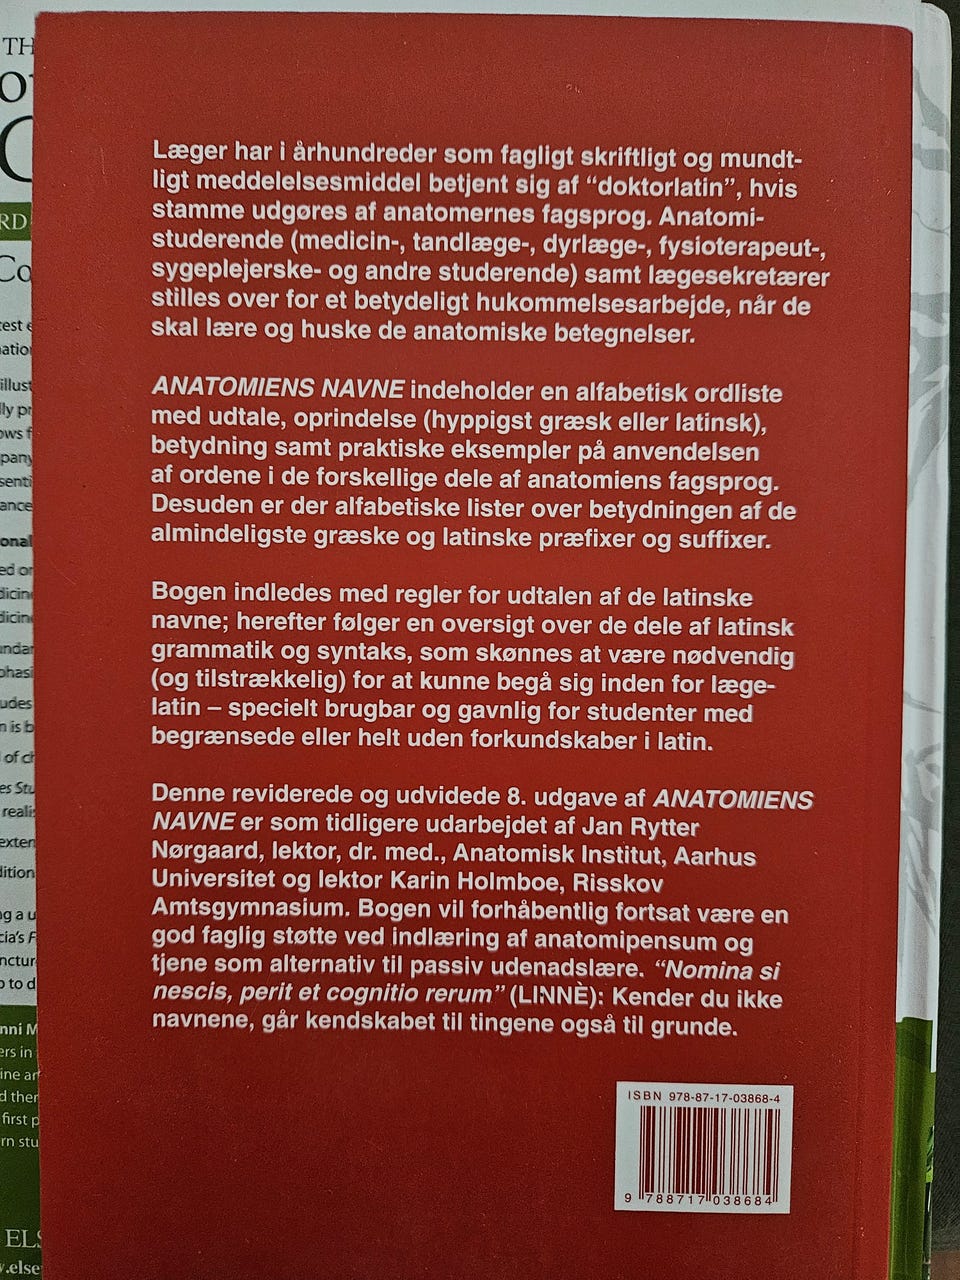 Læger har i århundreder som fagligt skriftligt og mundt-
ligt meddelelsesmiddel betjent sig af “doktorlatin”, hvis
stamme udgøres af anatomernes fagsprog. Anatomi-
studerende (medicin-, tandlæge-, dyrlæge-, fysioterapeut-,
sygeplejerske- og andre studerende) samt lægesekretærer
stilles over for et betydeligt hukommelsesarbejde, når de
skal lære og huske de anatomiske betegnelser.
ANATOMIENS NAVNE indeholder en alfabetisk ordliste
med udtale, oprindelse (hyppigst græsk eller latinsk),
betydning samt praktiske eksempler på anvendelsen
af ordene i de forskellige dele af anatomiens fagsprog.
Desuden er der alfabetiske lister over betydningen af de
almindeligste græske og latinske præfixer og suffixer.
Bogen indledes med regler for udtalen af de latinske
navne; herefter følger en oversigt over de dele af latinsk
grammatik og syntaks, som skønnes at være nødvendig
(og tilstrækkelig) for at kunne begå sig inden for læge-
latin – specielt brugbar og gavnlig for studenter med
begrænsede eller helt uden forkundskaber i latin.
Denne reviderede og udvidede 8. udgave af ANATOMIENS
NAVNE er som tidligere udarbejdet af Jan Rytter
Nørgaard, lektor, dr. med., Anatomisk Institut, Aarhus
Universitet og lektor Karin Holmboe, Risskov
Amtsgymnasium. Bogen vil forhåbentlig fortsat være en
god faglig støtte ved indlæring af anatomipensum og
tjene som alternativ til passiv udenadslære. “Nomina si
nescis, perit et cognitio rerum” (LINNÈ): Kender du ikke
navnene, går kendskabet til tingene også til grunde.
ISBN 978-87-17-03868-4
9 788717 038684